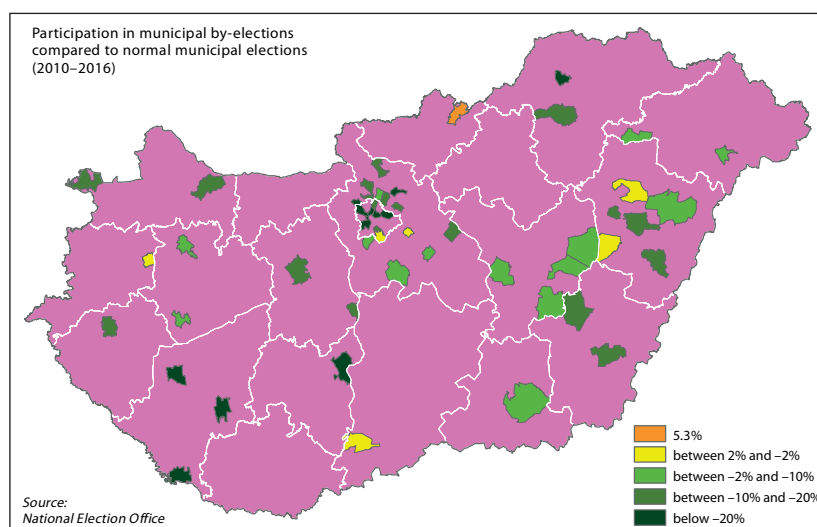 Participation in municipal by-elections
compared to normal municipal elections
(2010–2016)
5.3%
between 2% and –2%
between –2% and –10%
between –10% and –20%
below –20%
Source:
National Election Office